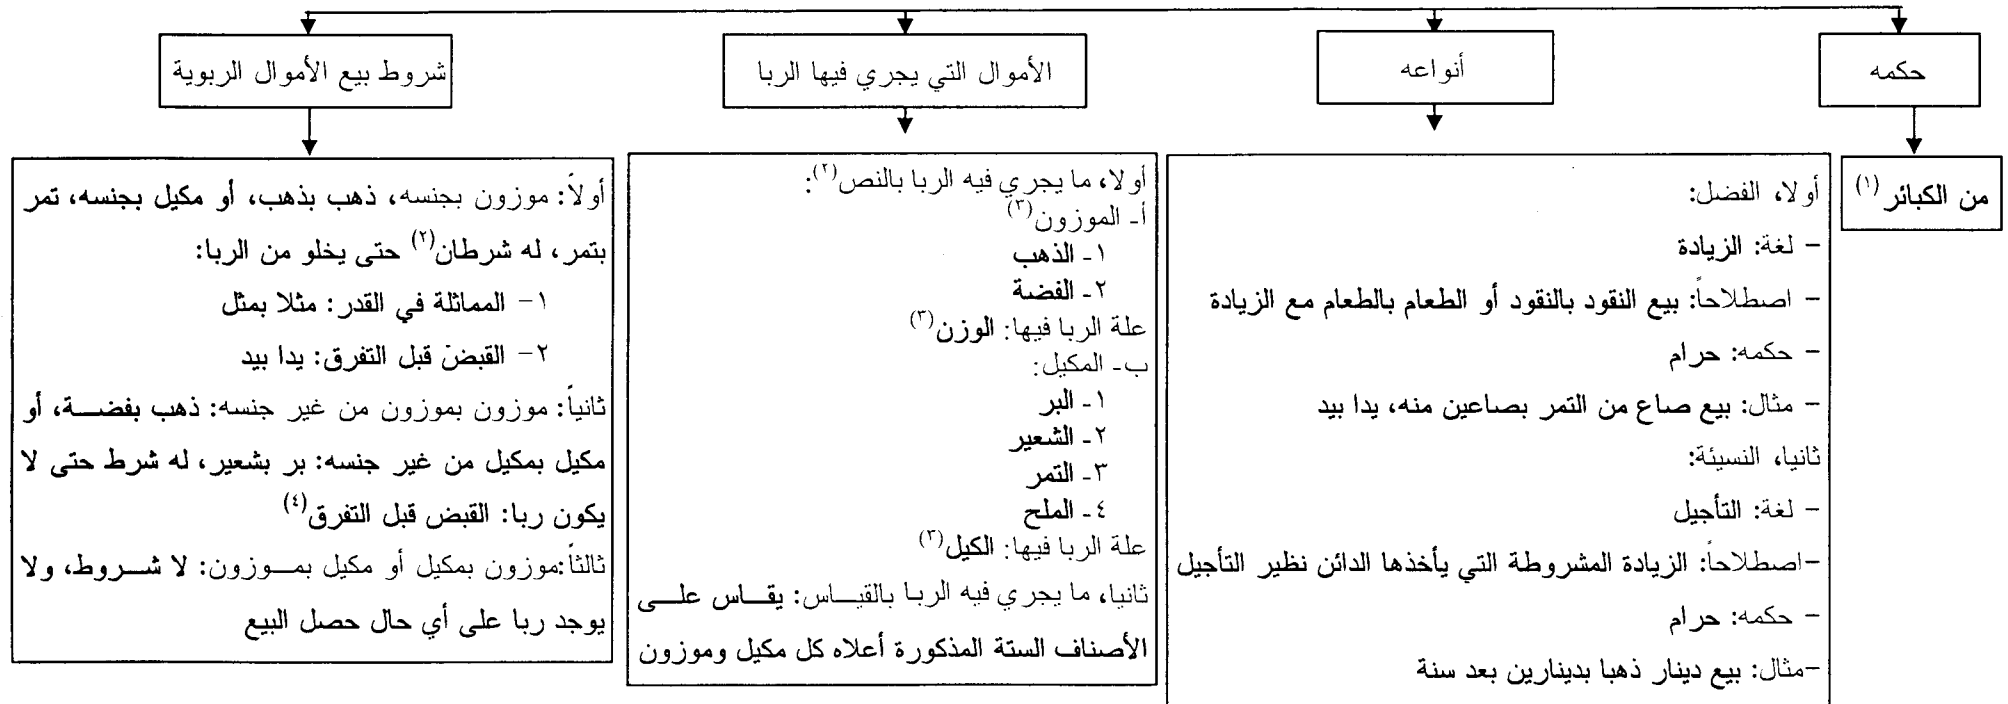 حكمه
من الكبائر (١)
أنواعه
أولا، الفضل:
– لغة: الزيادة
– اصطلاحاً: بيع النقود بالنقود أو الطعام بالطعام مع الزيادة
– حكمه: حرام
– مثال: بيع صاع من التمر بصاعين منه، يدا بيد
ثانيا، النسيئة:
– لغة: التأجيل
–اصطلاحاً: الزيادة المشروطة التي يأخذها الدائن نظير التأجيل
– حكمه: حرام
–مثال: بيع دينار ذهبا بدينارين بعد سنة
الأموال التي يجري فيها الربا
أولا، ما يجري فيه الربا بالنص(٢):
أ- الموزون(٣)
١- الذهب
٢- الفضة
علة الربا فيها: الوزن(٣)
ب- المكيل:
١- البر
٢- الشعير
٣- التمر
٤- الملح
علة الربا فيها: الكيل(٣)
ثانيا، ما يجري فيه الربا بالقياس: يقاس على
الأصناف الستة المذكورة أعلاه كل مكيل وموزون
شروط بيع الأموال الربوية
أولاً: موزون بجنسه، ذهب بذهب، أو مكيل بجنسه، تمر
بتمر، له شرطان(٢) حتى يخلو من الربا:
١– المماثلة في القدر: مثلا بمثل
٢– القبض قبل التفرق: يدا بيد
ثانياً: موزون بموزون من غير جنسه: ذهب بفضة، أو
مكيل بمكيل من غير جنسه: بر بشعير، له شرط حتى لا
يكون ربا: القبض قبل التفرق(٤)
ثالثاً:موزون بمكيل أو مكيل بموزون: لا شروط، ولا
يوجد ربا على أي حال حصل البيع